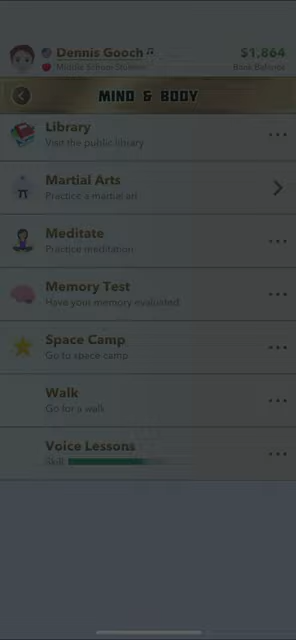 Dennis Gooch
$1,864
Middle School Student
Bank Balance
MIND & BODY
Library
Visit the public library
Martial Arts
Practice a martial art
Meditate
Practice meditation
Memory Test
Have your memory evaluated
Space Camp
Go to space camp
Walk
Go for a walk
Voice Lessons
Skill